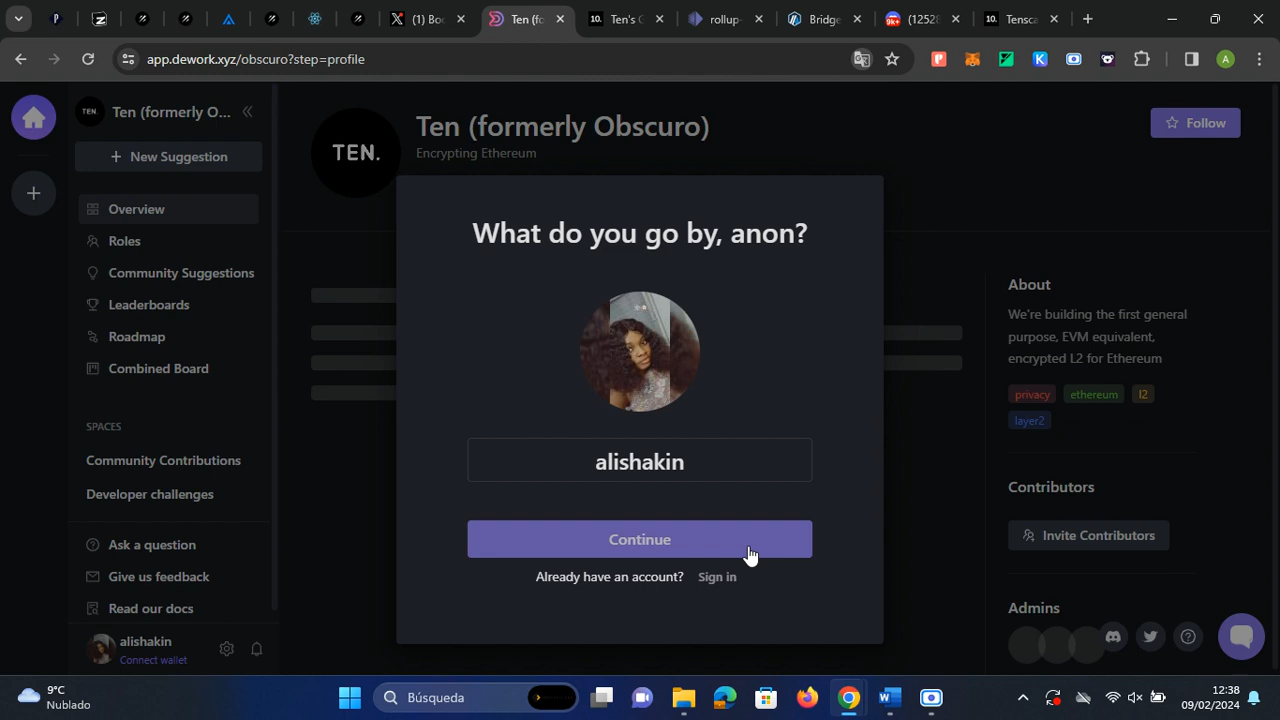 (1) Boo
Ten (fo
Ten's G
rollup-
Bridge
(12528
Tensca
app.dework.xyz/obscuro?step=profile
A
TEN.
Ten (formerly O...
New Suggestion
Overview
Roles
Community Suggestions
Leaderboards
Roadmap
Combined Board
SPACES
Community Contributions
Developer challenges
Ask a question
Give us feedback
Read our docs
alishakin
Connect wallet
TEN.
Ten (formerly Obscuro)
Encrypting Ethereum
Follow
What do you go by, anon?
alishakin
Continue
Already have an account? Sign in
About
We're building the first general
purpose, EVM equivalent,
encrypted L2 for Ethereum
privacy ethereum l2
layer2
Contributors
Invite Contributors
Admins
9°C
Nublado
Búsqueda
12:38
09/02/2024